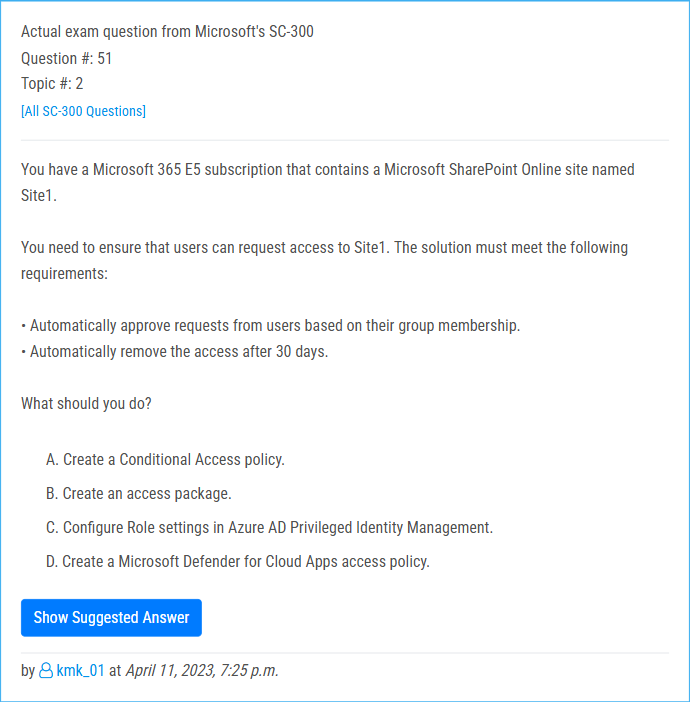 Actual exam question from Microsoft's SC-300
Question #: 51
Topic #: 2
[All SC-300 Questions]
You have a Microsoft 365 E5 subscription that contains a Microsoft SharePoint Online site named
Site1.
You need to ensure that users can request access to Site1. The solution must meet the following
requirements:
• Automatically approve requests from users based on their group membership.
• Automatically remove the access after 30 days.
What should you do?
A. Create a Conditional Access policy.
B. Create an access package.
C. Configure Role settings in Azure AD Privileged Identity Management.
D. Create a Microsoft Defender for Cloud Apps access policy.
Show Suggested Answer
by kmk_01 at April 11, 2023, 7:25 p.m.